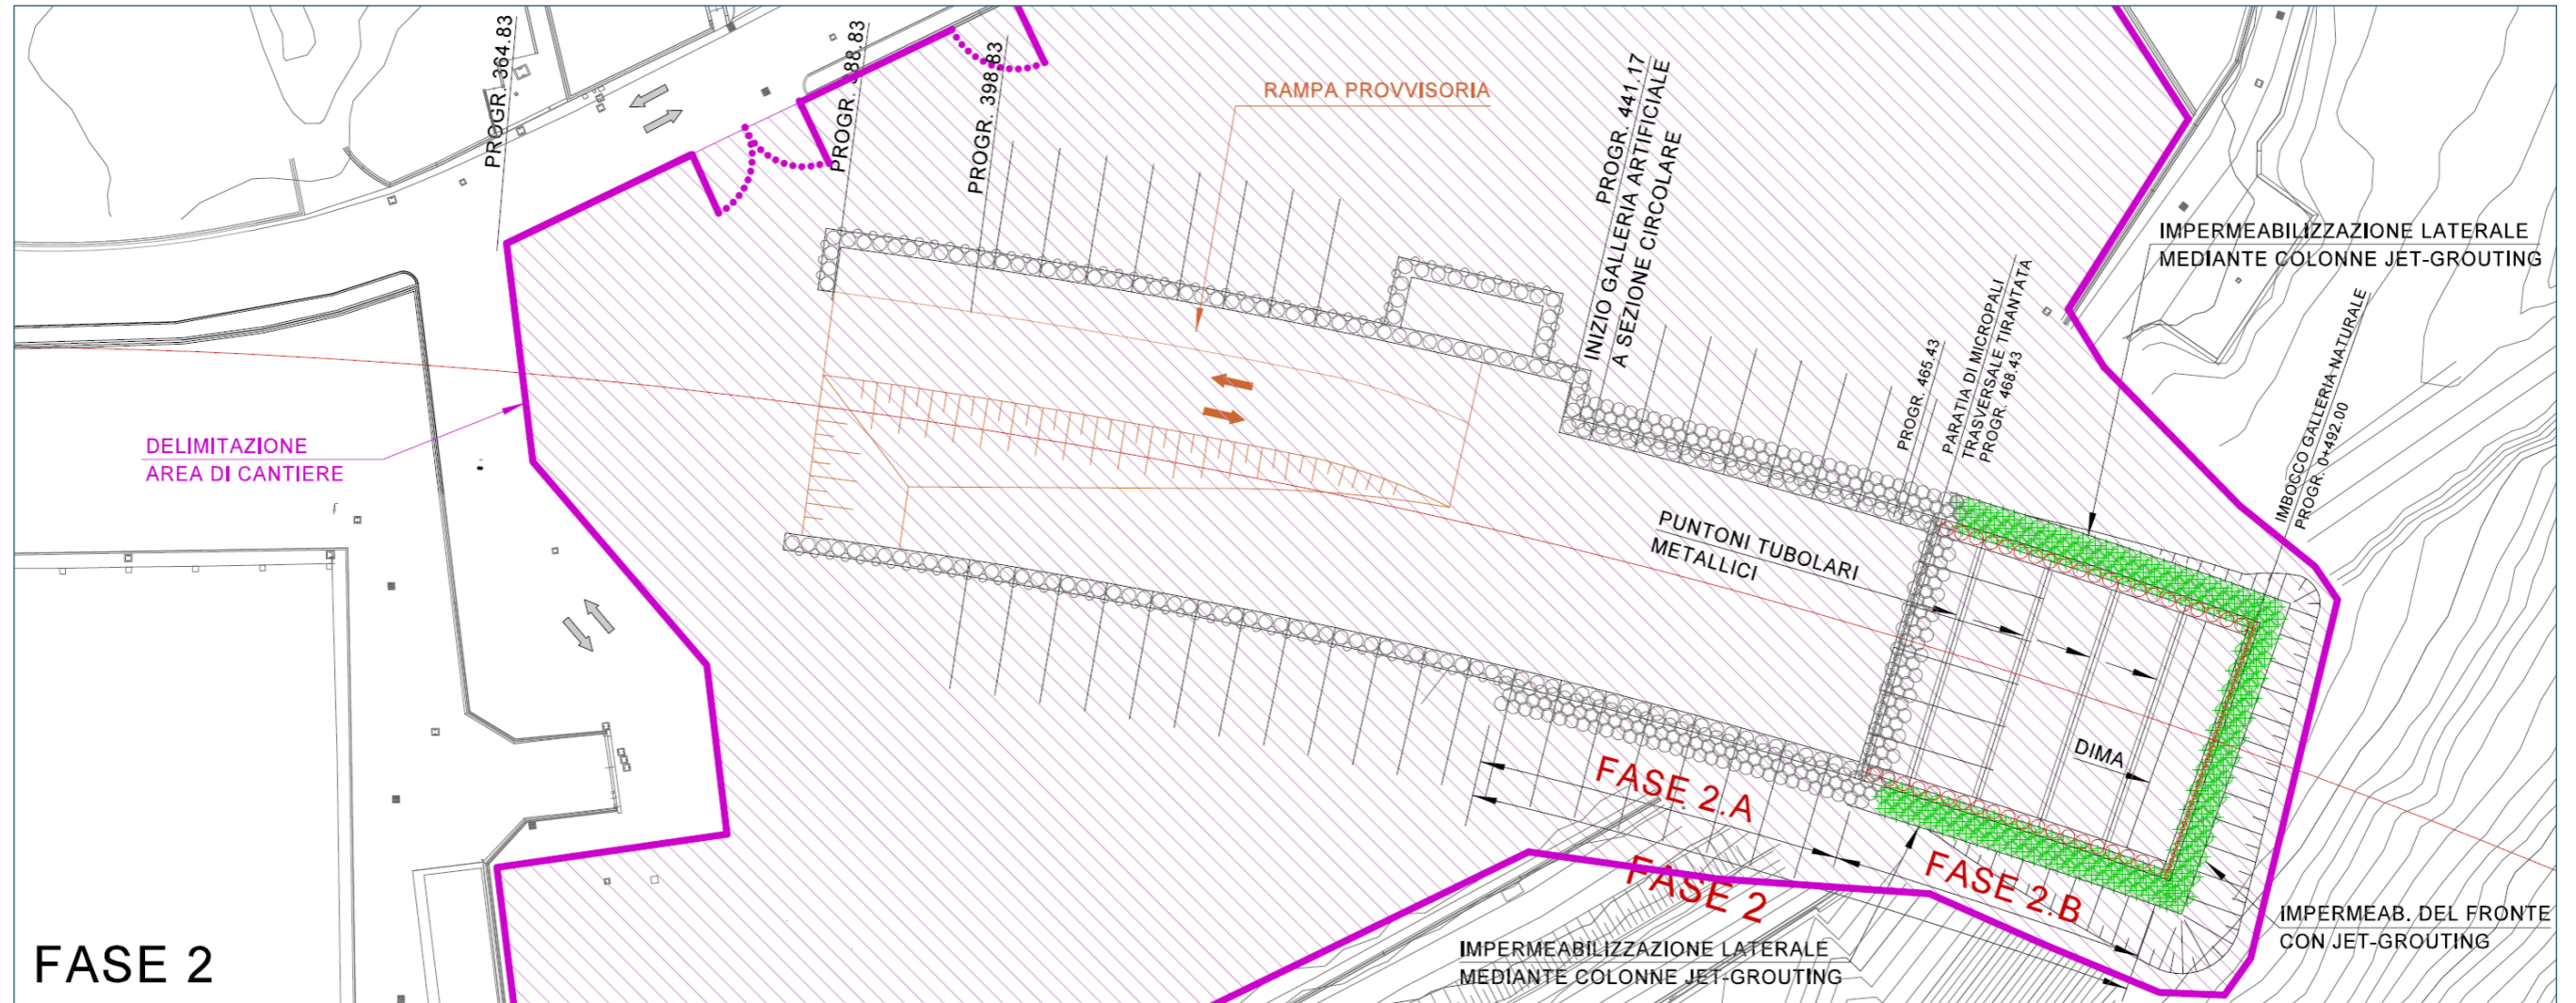 PROGR. 364.83
PROGR. 388.83
PROGR. 398.83
RAMPA PROVVISORIA
PROGR. 441.17
INIZIO GALLERIA ARTIFICIALE
A SEZIONE CIRCOLARE
IMPERMEABILIZZAZIONE LATERALE
MEDIANTE COLONNE JET-GROUTING
PROGR. 465.43
PARATIA DI MICROPALI
TRASVERSALE TIRANTATA
PROGR. 468.43
IMBOCCO GALLERIA NATURALE
PROGR. 0+492.00
DELIMITAZIONE
AREA DI CANTIERE
PUNTONI TUBOLARI
METALLICI
DIMA
FASE 2.A
FASE 2
FASE 2.B
IMPERMEAB. DEL FRONTE
CON JET-GROUTING
IMPERMEABILIZZAZIONE LATERALE
MEDIANTE COLONNE JET-GROUTING
FASE 2